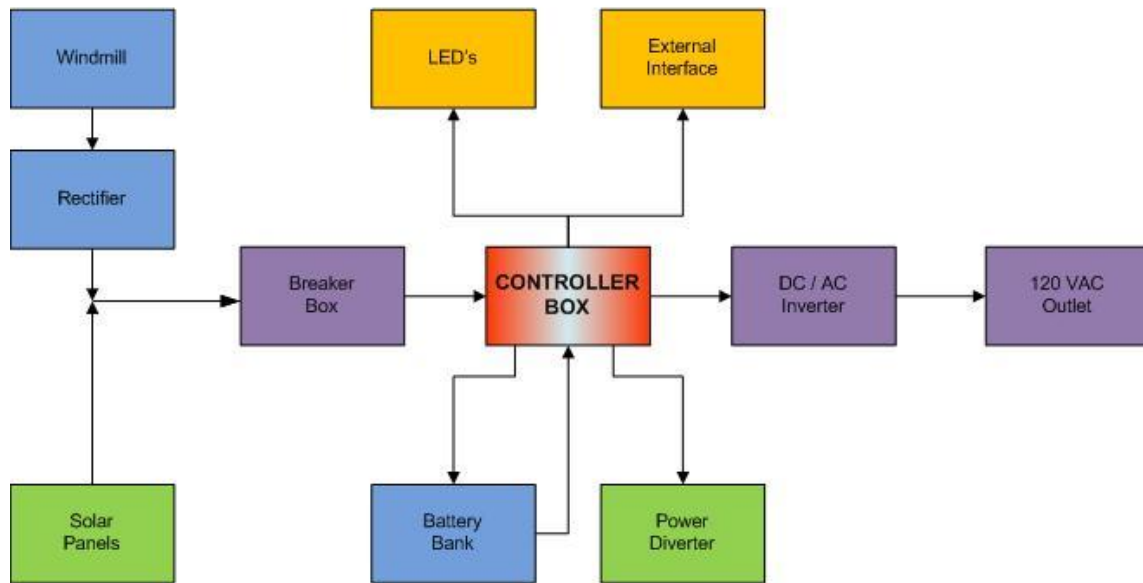 Windmill
LED's
External
Interface
Rectifier
Breaker
Box
CONTROLLER
BOX
DC / AC
Inverter
120 VAC
Outlet
Solar
Panels
Battery
Bank
Power
Diverter